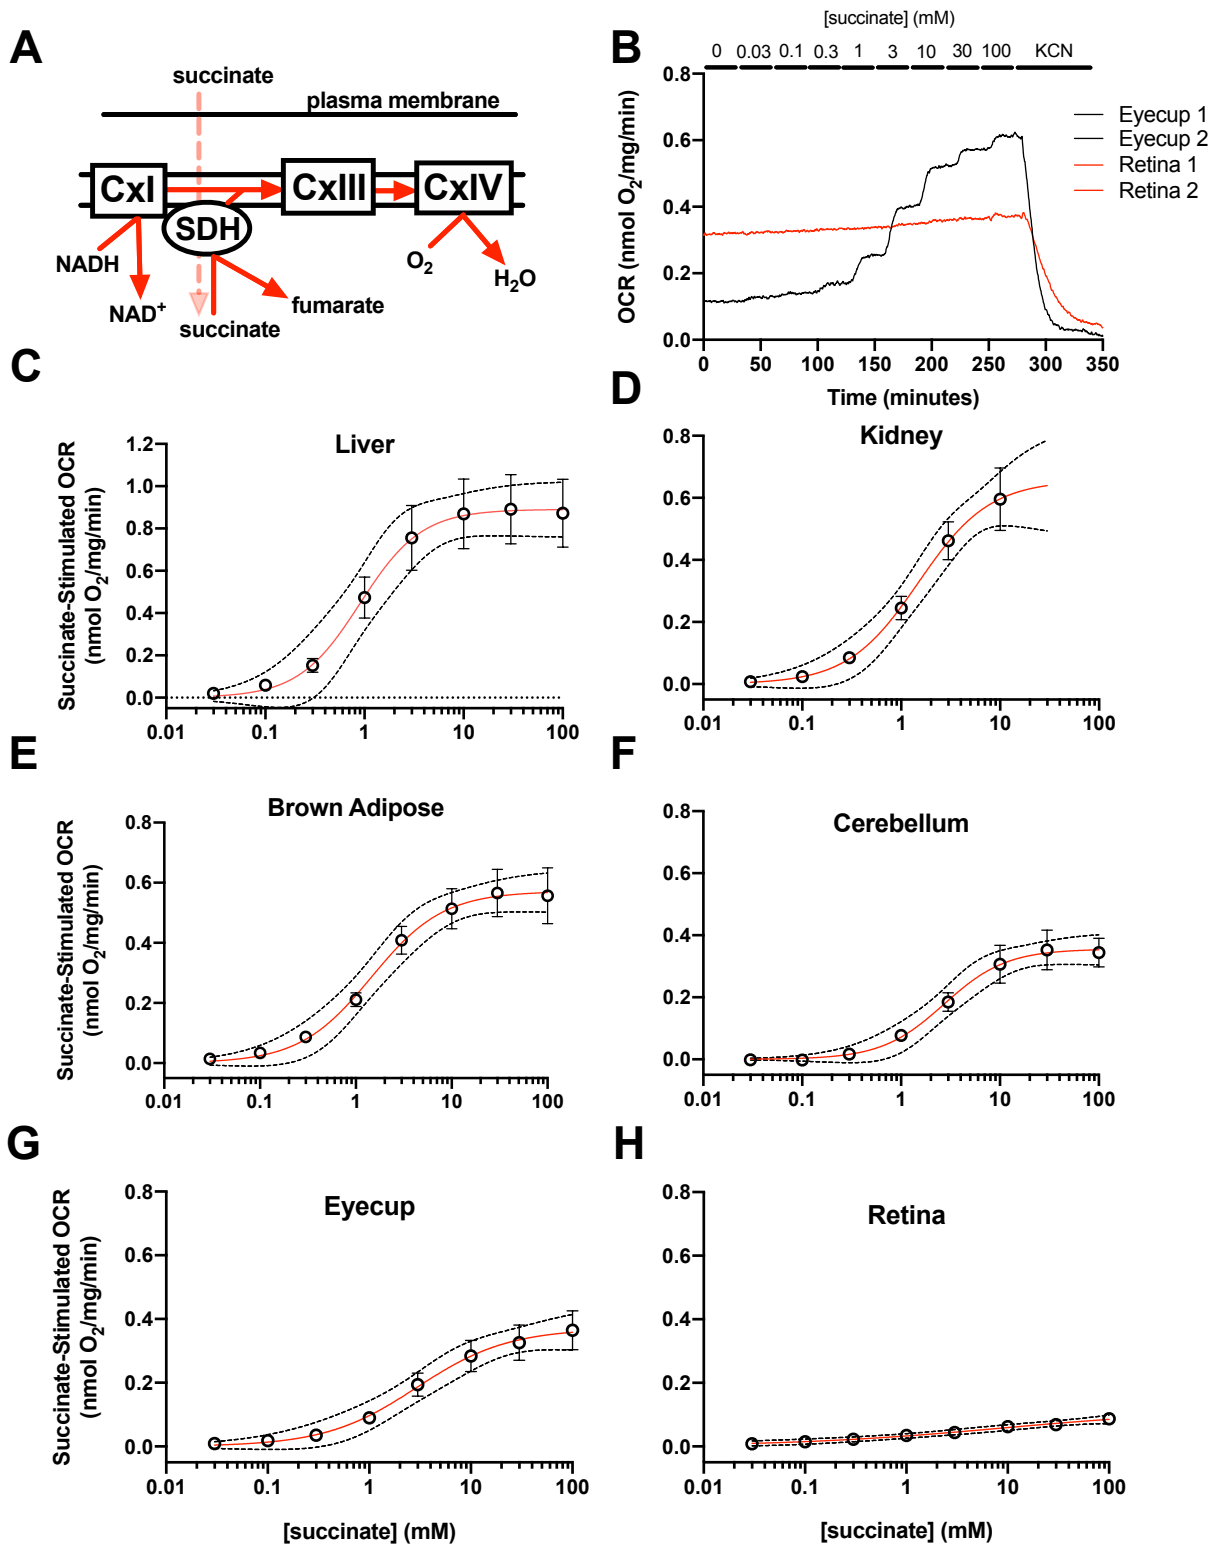 A
succinate
plasma membrane
CxI
CxIII
CxIV
SDH
NADH
NAD+
succinate
fumarate
O2
H2O
B
[succinate] (mM)
0 0.03 0.1 0.3 1 3 10 30 100 KCN
0.8
0.6
0.4
0.2
0.0
OCR (nmol O2/mg/min)
0 50 100 150 200 250 300 350
Time (minutes)
Eyecup 1
Eyecup 2
Retina 1
Retina 2
C
Liver
Succinate-Stimulated OCR
(nmol O2/mg/min)
1.2
1.0
0.8
0.6
0.4
0.2
0.0
0.01 0.1 1 10 100
D
Kidney
0.8
0.6
0.4
0.2
0.0
0.01 0.1 1 10 100
E
Brown Adipose
Succinate-Stimulated OCR
(nmol O2/mg/min)
0.8
0.6
0.4
0.2
0.0
0.01 0.1 1 10 100
F
Cerebellum
0.8
0.6
0.4
0.2
0.0
0.01 0.1 1 10 100
G
Eyecup
Succinate-Stimulated OCR
(nmol O2/mg/min)
0.8
0.6
0.4
0.2
0.0
0.01 0.1 1 10 100
[succinate] (mM)
H
Retina
0.8
0.6
0.4
0.2
0.0
0.01 0.1 1 10 100
[succinate] (mM)